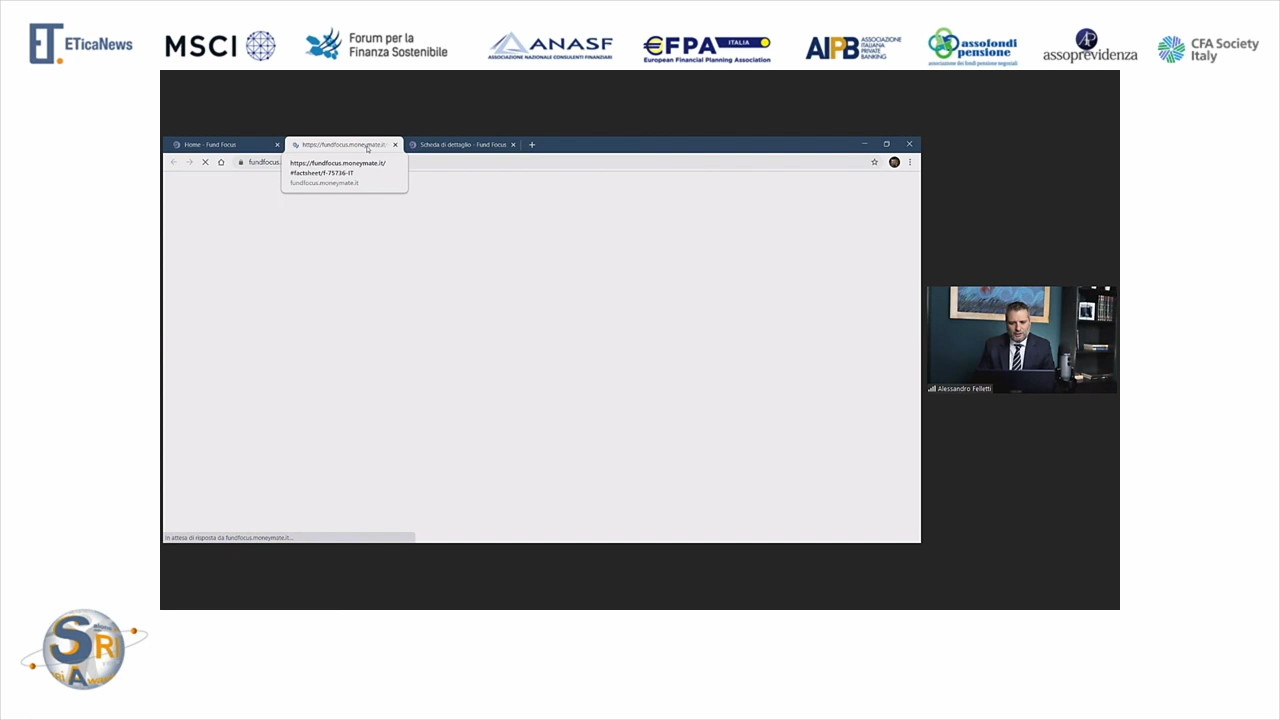 ETicaNews
MSCI
Forum per la
Finanza Sostenibile
ANASF
ASSOCIAZIONE NAZIONALE CONSULENTI FINANZIARI
€FPA ITALIA
European Financial Planning Association
AIPB
ASSOCIAZIONE
ITALIANA
PRIVATE
BANKING
assofondi
pensione
associazione dei fondi pensione negoziali
AP
assoprevidenza
CFA Society
Italy
Home - Fund Focus
https://fundfocus.moneymate.it/
Scheda di dettaglio - Fund Focus
fundfocus.
https://fundfocus.moneymate.it/
#factsheet/f-75736-IT
fundfocus.moneymate.it
Alessandro Felletti
In attesa di risposta da fundfocus.moneymate.it...
SRI